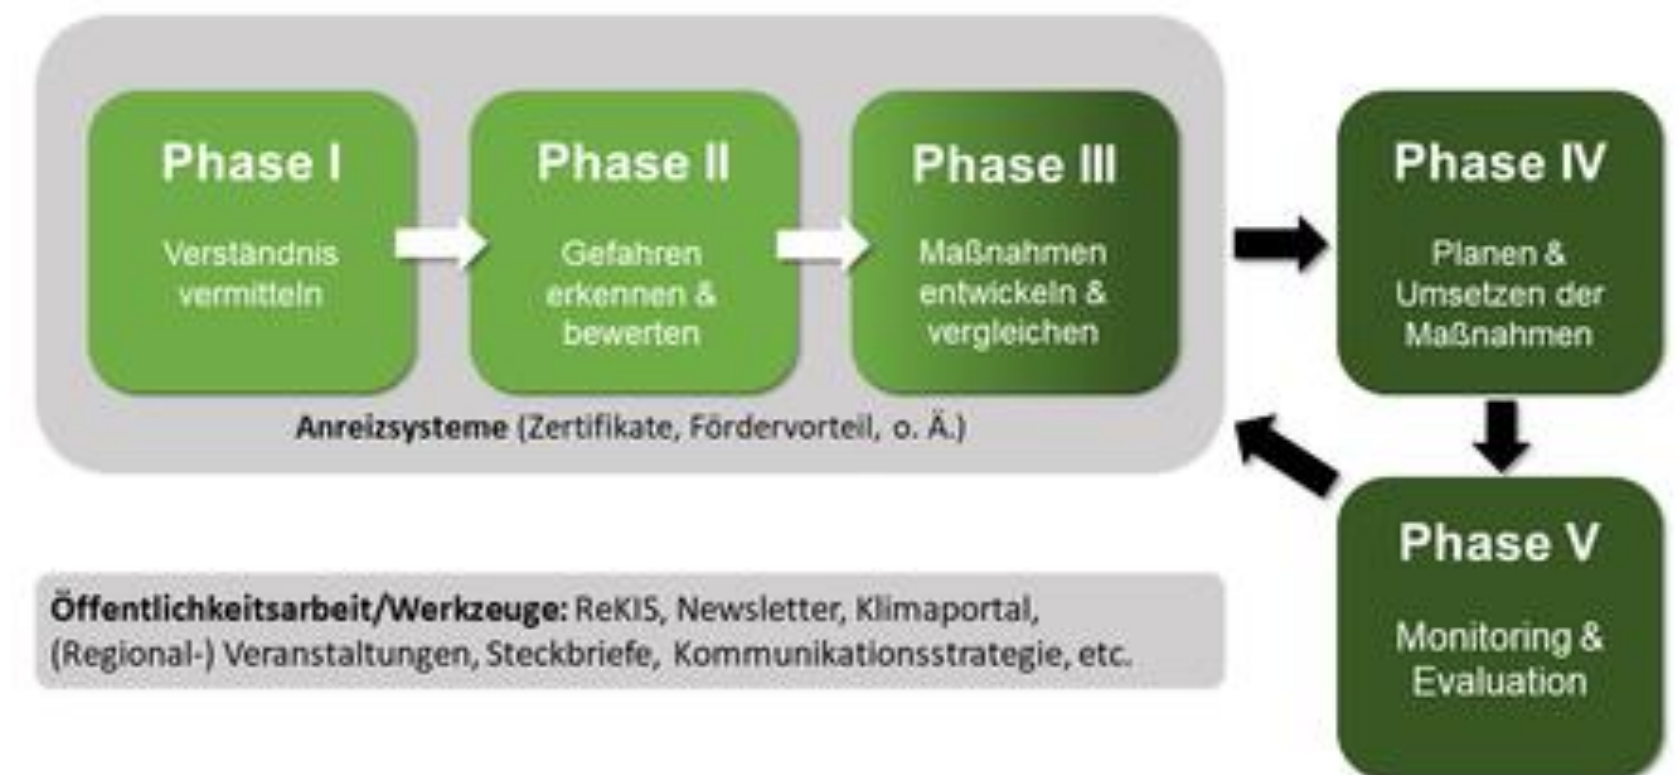 Phase I
Verständnis
vermitteln
Phase II
Gefahren
erkennen &
bewerten
Phase III
Maßnahmen
entwickeln &
vergleichen
Anreizsysteme (Zertifikate, Fördervorteil, o. Ä.)
Phase IV
Planen &
Umsetzen der
Maßnahmen
Phase V
Monitoring &
Evaluation
Öffentlichkeitsarbeit/Werkzeuge: ReKIS, Newsletter, Klimaportal,
(Regional-) Veranstaltungen, Steckbriefe, Kommunikationsstrategie, etc.